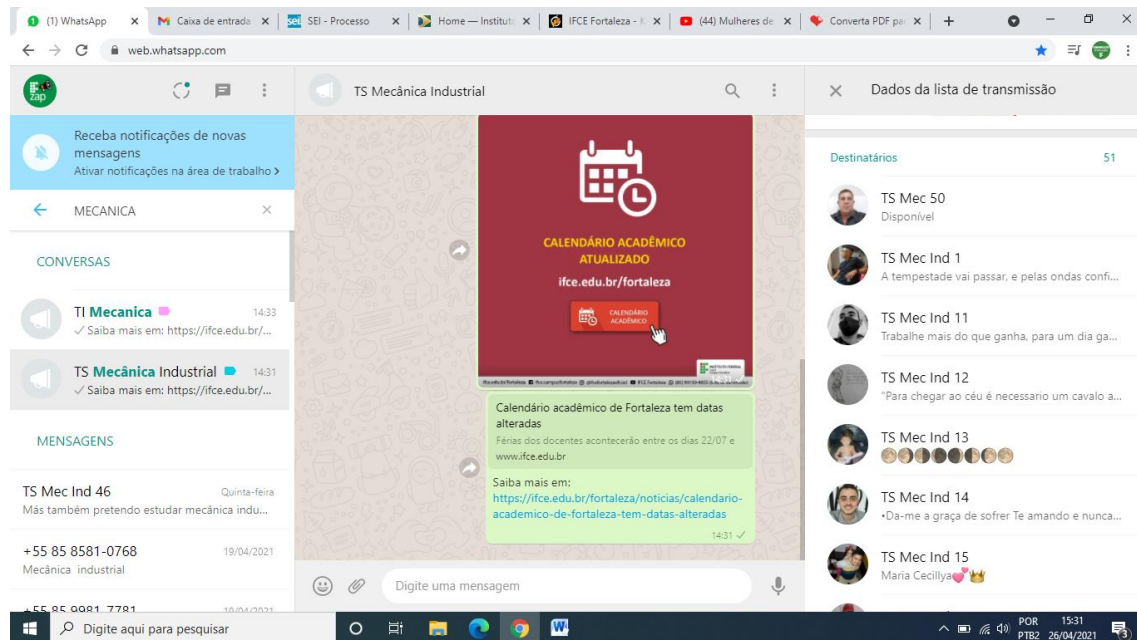 (1) WhatsApp
Caixa de entrada
SEI - Processo
Home — Institut
IFCE Fortaleza -
(44) Mulheres de
Converta PDF par
web.whatsapp.com
IF
zap
Receba notificações de novas
mensagens
Ativar notificações na área de trabalho >
MECANICA
CONVERSAS
TI Mecanica
14:33
Saiba mais em: https://ifce.edu.br/...
TS Mecânica Industrial
14:31
Saiba mais em: https://ifce.edu.br/...
MENSAGENS
TS Mec Ind 46
Quinta-feira
Más também pretendo estudar mecânica indu...
+55 85 8581-0768
19/04/2021
Mecânica industrial
+55 85 9981-7781
19/04/2021
TS Mecânica Industrial
CALENDÁRIO ACADÊMICO
ATUALIZADO
ifce.edu.br/fortaleza
CALENDÁRIO
ACADÊMICO
Calendário acadêmico de Fortaleza tem datas
alteradas
Férias dos docentes acontecerão entre os dias 22/07 e
www.ifce.edu.br
Saiba mais em:
https://ifce.edu.br/fortaleza/noticias/calendario-
academico-de-fortaleza-tem-datas-alteradas
14:31
Digite uma mensagem
Dados da lista de transmissão
Destinatários
51
TS Mec 50
Disponível
TS Mec Ind 1
A tempestade vai passar, e pelas ondas confi...
TS Mec Ind 11
Trabalhe mais do que ganha, para um dia ga...
TS Mec Ind 12
"Para chegar ao céu é necessario um cavalo a...
TS Mec Ind 13
TS Mec Ind 14
•Da-me a graça de sofrer Te amando e nunca...
TS Mec Ind 15
Maria Cecillya
Digite aqui para pesquisar
POR
PTB2
15:31
26/04/2021